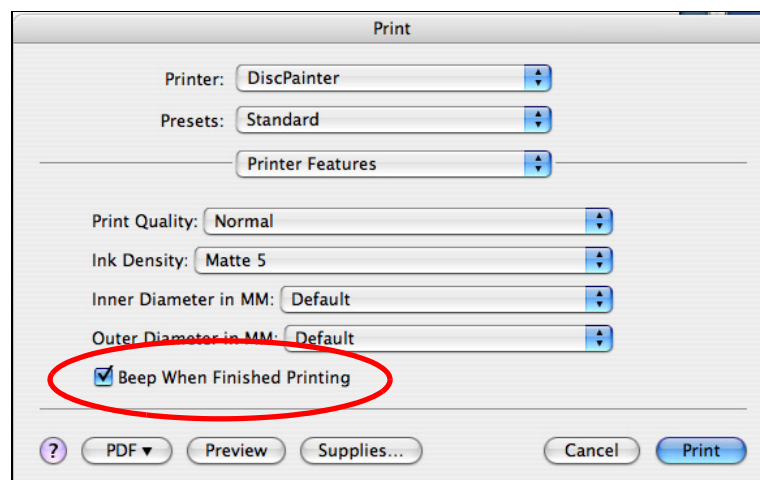 Print
Printer: DiscPainter
Presets: Standard
Printer Features
Print Quality: Normal
Ink Density: Matte 5
Inner Diameter in MM: Default
Outer Diameter in MM: Default
Beep When Finished Printing
? PDF▼ Preview Supplies... Cancel Print